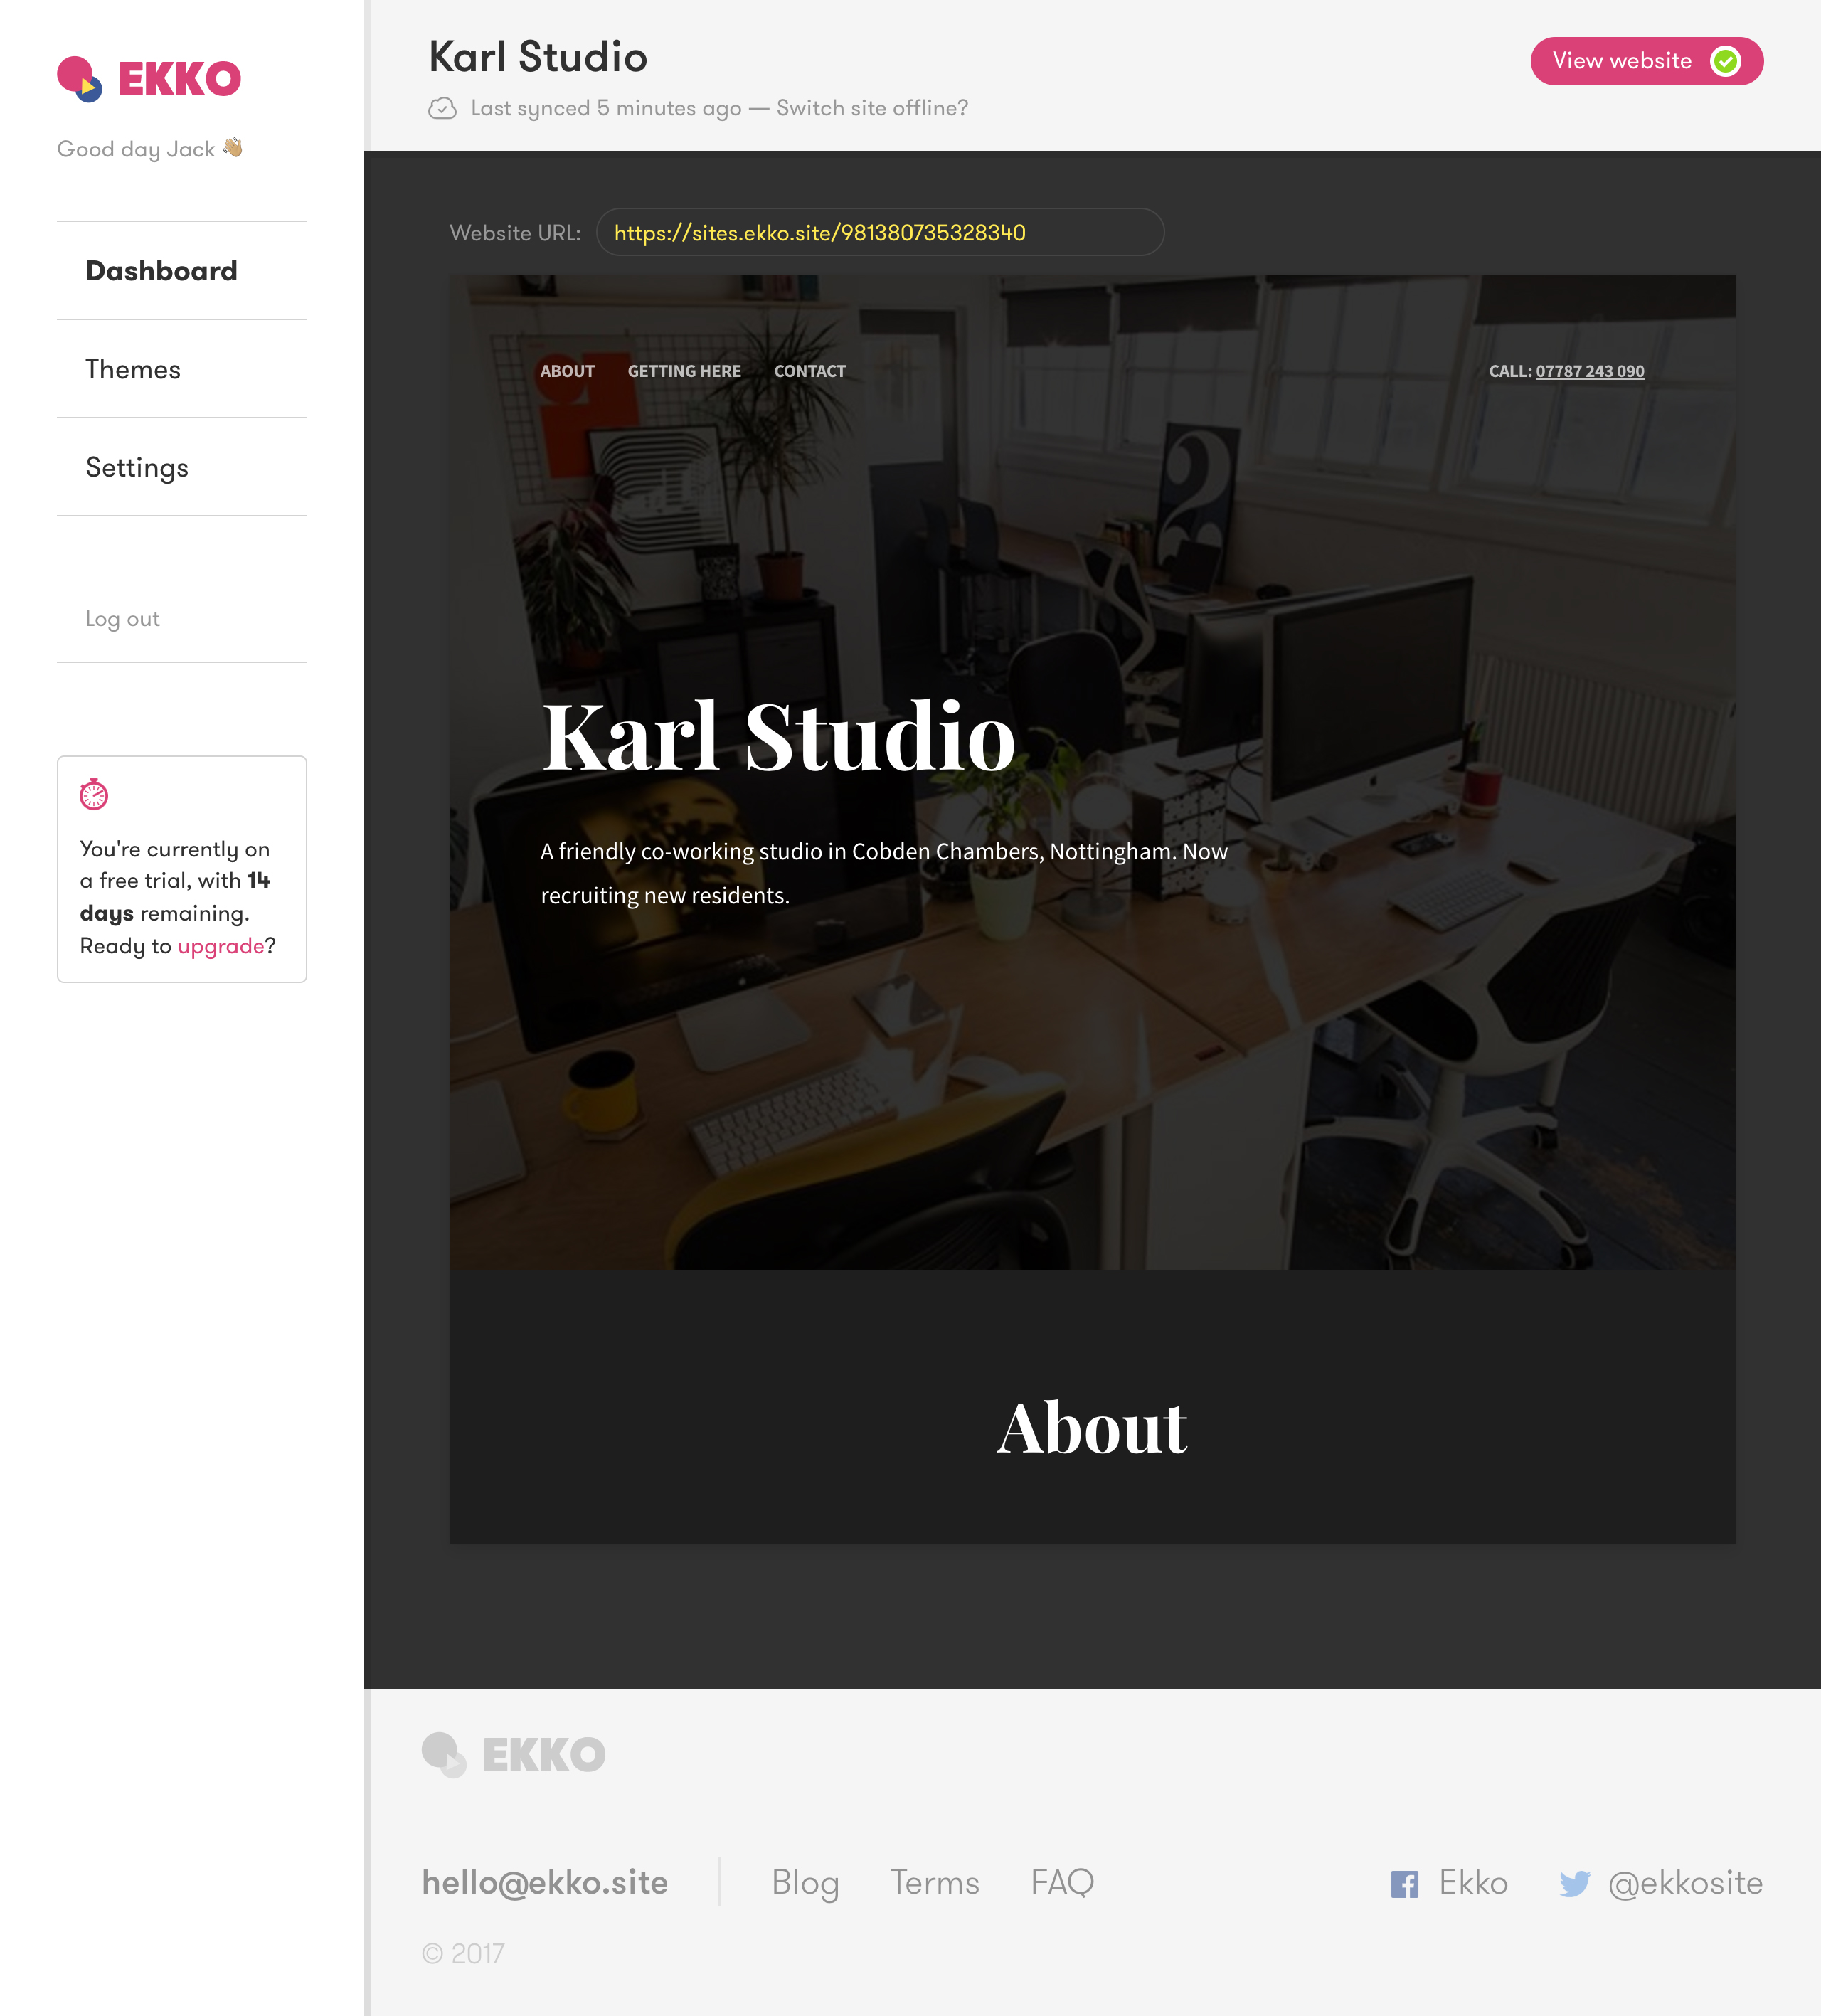 EKKO
Good day Jack 👋🏼
Dashboard
Themes
Settings
Log out
You're currently on
a free trial, with 14
days remaining.
Ready to upgrade?
Karl Studio
Last synced 5 minutes ago — Switch site offline?
View website
Website URL: https://sites.ekko.site/981380735328340
ABOUT GETTING HERE CONTACT CALL: 07787 243 090
2
Karl Studio
A friendly co-working studio in Cobden Chambers, Nottingham. Now
recruiting new residents.
About
EKKO
hello@ekko.site Blog Terms FAQ Ekko @ekkosite
© 2017